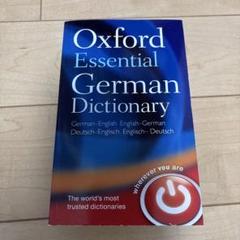 Oxford
Essential
German
Dictionary
German-English English-German
Deutsch-Englisch Englisch-Deutsch
wherever you are
The world's most
trusted dictionaries